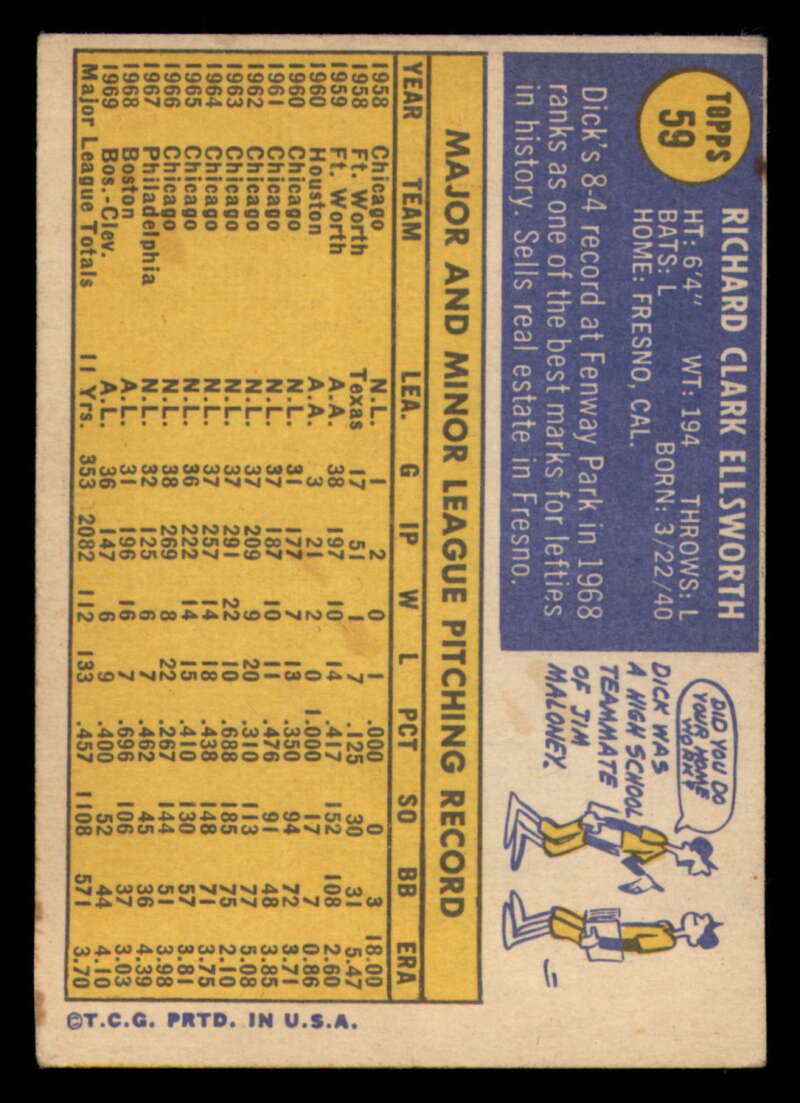 TOPPS
59
RICHARD CLARK ELLSWORTH
HT: 6'4" WT: 194 THROWS: L
BATS: L BORN: 3/22/40
HOME: FRESNO, CAL.
Dick's 8-4 record at Fenway Park in 1968
ranks as one of the best marks for lefties
in history. Sells real estate in Fresno.
DID YOU DO
YOUR HOME
WORK?
DICK WAS
A HIGH SCHOOL
TEAMMATE
OF JIM
MALONEY.
MAJOR AND MINOR LEAGUE PITCHING RECORD
YEAR TEAM LEA. G IP W L PCT SO BB ERA
1958 Chicago N.L. 1 2 0 1 .000 0 3 18.00
1958 Ft. Worth Texas 17 51 1 7 .125 30 31 5.47
1959 Ft. Worth A.A. 38 197 10 14 .417 152 108 2.60
1960 Houston A.A. 3 21 2 0 1.000 17 7 0.86
1960 Chicago N.L. 31 177 7 13 .350 94 72 3.71
1961 Chicago N.L. 37 187 10 11 .476 91 48 3.85
1962 Chicago N.L. 37 209 9 20 .310 113 77 5.08
1963 Chicago N.L. 37 291 22 10 .688 185 75 2.10
1964 Chicago N.L. 37 257 14 18 .438 148 71 3.75
1965 Chicago N.L. 36 222 14 15 .410 130 57 3.81
1966 Chicago N.L. 38 269 8 22 .267 144 51 3.98
1967 Philadelphia N.L. 32 125 6 7 .462 45 36 4.39
1968 Boston A.L. 31 196 16 7 .696 106 37 3.03
1969 Bos.-Clev. A.L. 36 147 6 9 .400 52 44 4.10
Major League Totals 11 Yrs. 353 2082 112 133 .457 1108 571 3.70
©T.C.G. PRTD. IN U.S.A.